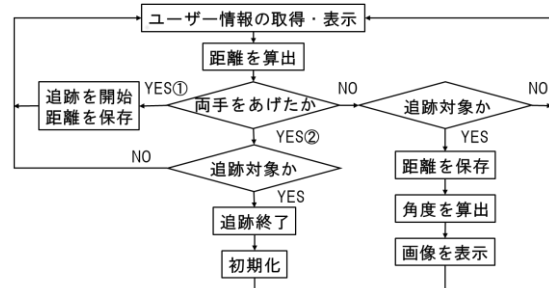 ユーザー情報の取得・表示
距離を算出
YES①
追跡を開始
距離を保存
両手をあげたか
NO
追跡対象か
NO
YES②
YES
NO
追跡対象か
距離を保存
YES
角度を算出
追跡終了
画像を表示
初期化